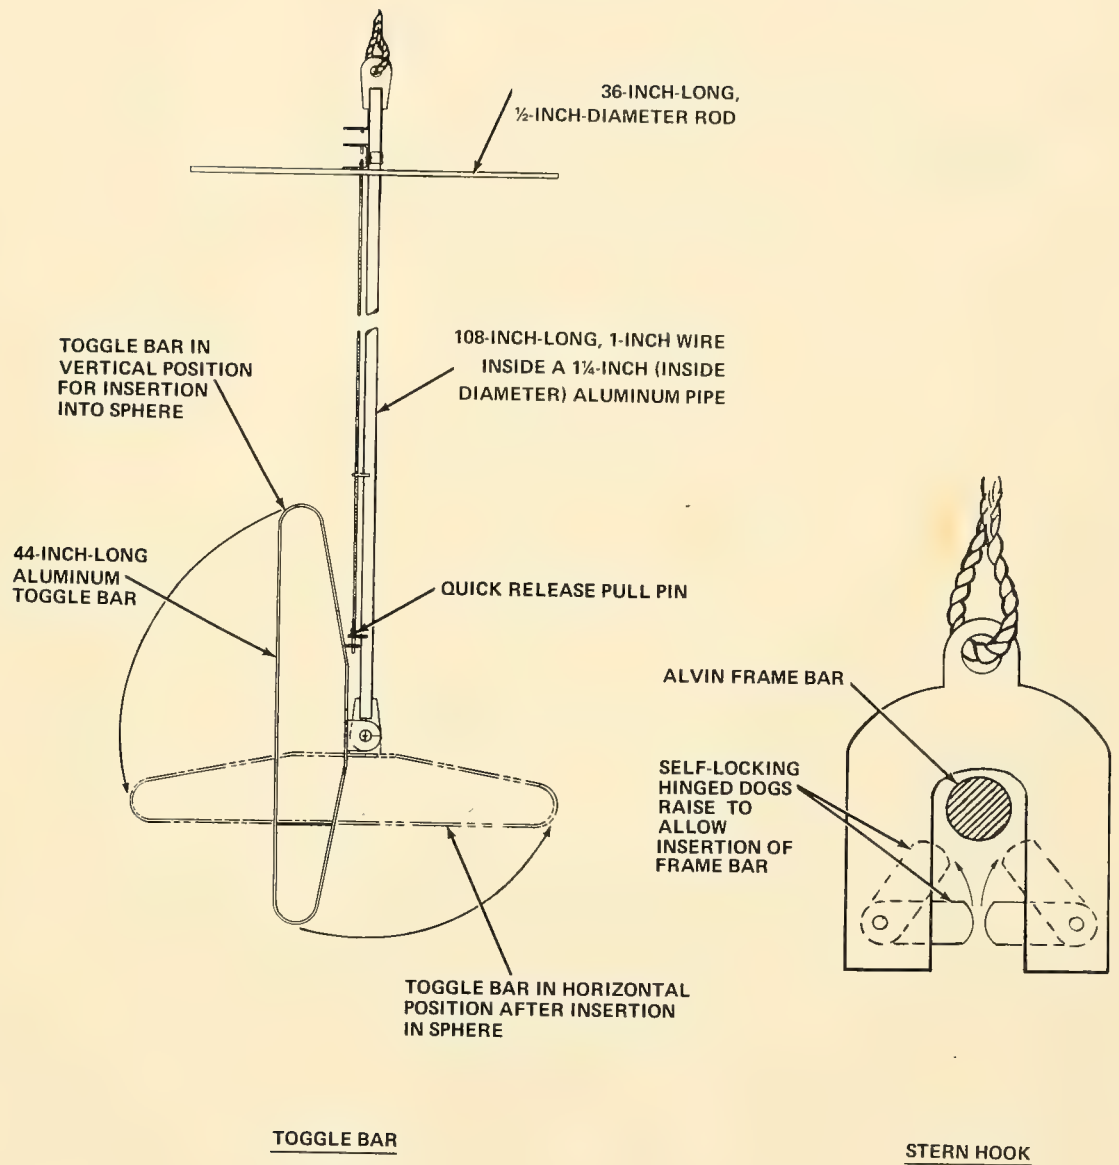 36-INCH-LONG,
½-INCH-DIAMETER ROD
TOGGLE BAR IN
VERTICAL POSITION
FOR INSERTION
INTO SPHERE
108-INCH-LONG, 1-INCH WIRE
INSIDE A 1¼-INCH (INSIDE
DIAMETER) ALUMINUM PIPE
44-INCH-LONG
ALUMINUM
TOGGLE BAR
QUICK RELEASE PULL PIN
TOGGLE BAR IN HORIZONTAL
POSITION AFTER INSERTION
IN SPHERE
TOGGLE BAR
ALVIN FRAME BAR
SELF-LOCKING
HINGED DOGS
RAISE TO
ALLOW
INSERTION OF
FRAME BAR
STERN HOOK